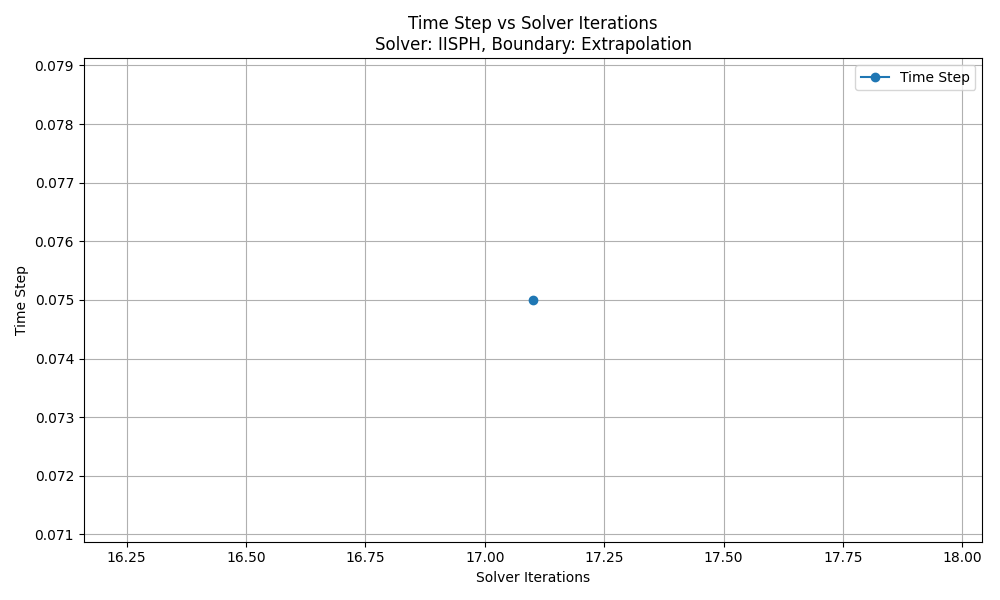 Time Step vs Solver Iterations
Solver: IISPH, Boundary: Extrapolation
Time Step
0.079
0.078
0.077
0.076
0.075
0.074
0.073
0.072
0.071
Time Step
16.25 16.50 16.75 17.00 17.25 17.50 17.75 18.00
Solver Iterations